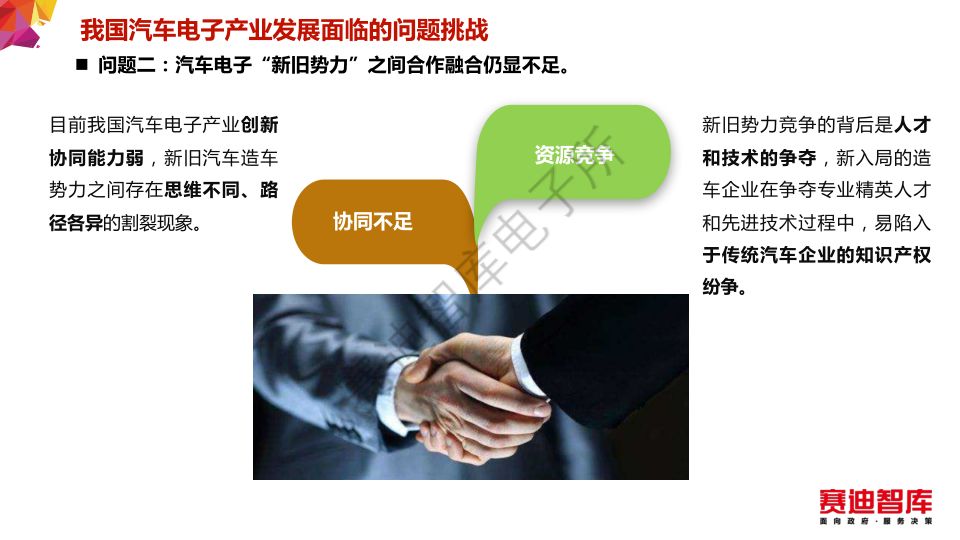 我国汽车电子产业发展面临的问题挑战
■ 问题二：汽车电子“新旧势力”之间合作融合仍显不足。
目前我国汽车电子产业创新
协同能力弱，新旧汽车造车
势力之间存在思维不同、路
径各异的割裂现象。
资源竞争
协同不足
新旧势力竞争的背后是人才
和技术的争夺，新入局的造
车企业在争夺专业精英人才
和先进技术过程中，易陷入
于传统汽车企业的知识产权
纷争。
赛迪智库电子所
赛迪智库
面向政府·服务决策